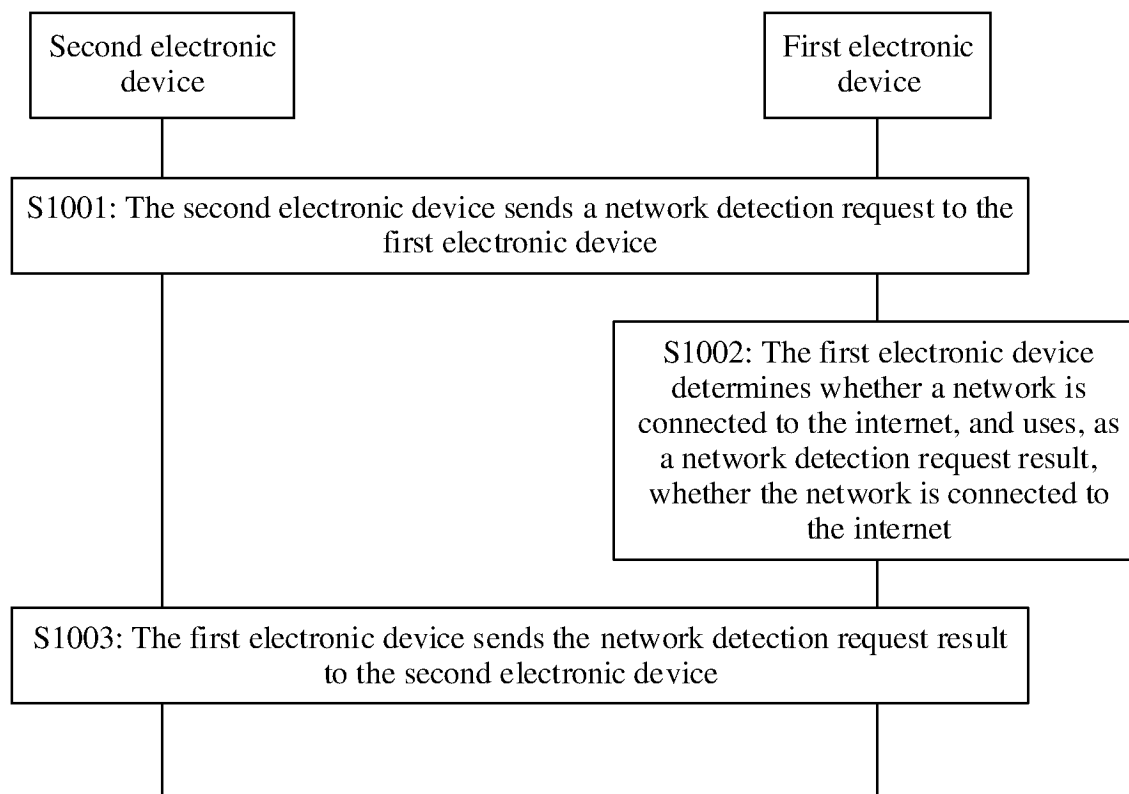 Second electronic
device
First electronic
device
S1001: The second electronic device sends a network detection request to the
first electronic device
S1002: The first electronic device
determines whether a network is
connected to the internet, and uses, as
a network detection request result,
whether the network is connected to
the internet
S1003: The first electronic device sends the network detection request result
to the second electronic device